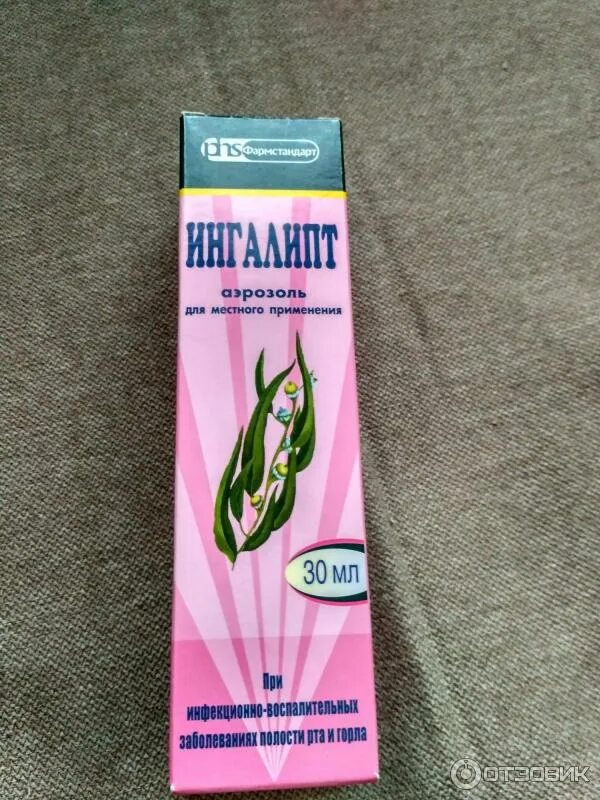 phs Фармстандарт
ИНГАЛИПТ
аэрозоль
для местного применения
30 мл
При
инфекционно-воспалительных
заболеваниях полости рта и горла
ОТЗОВИК